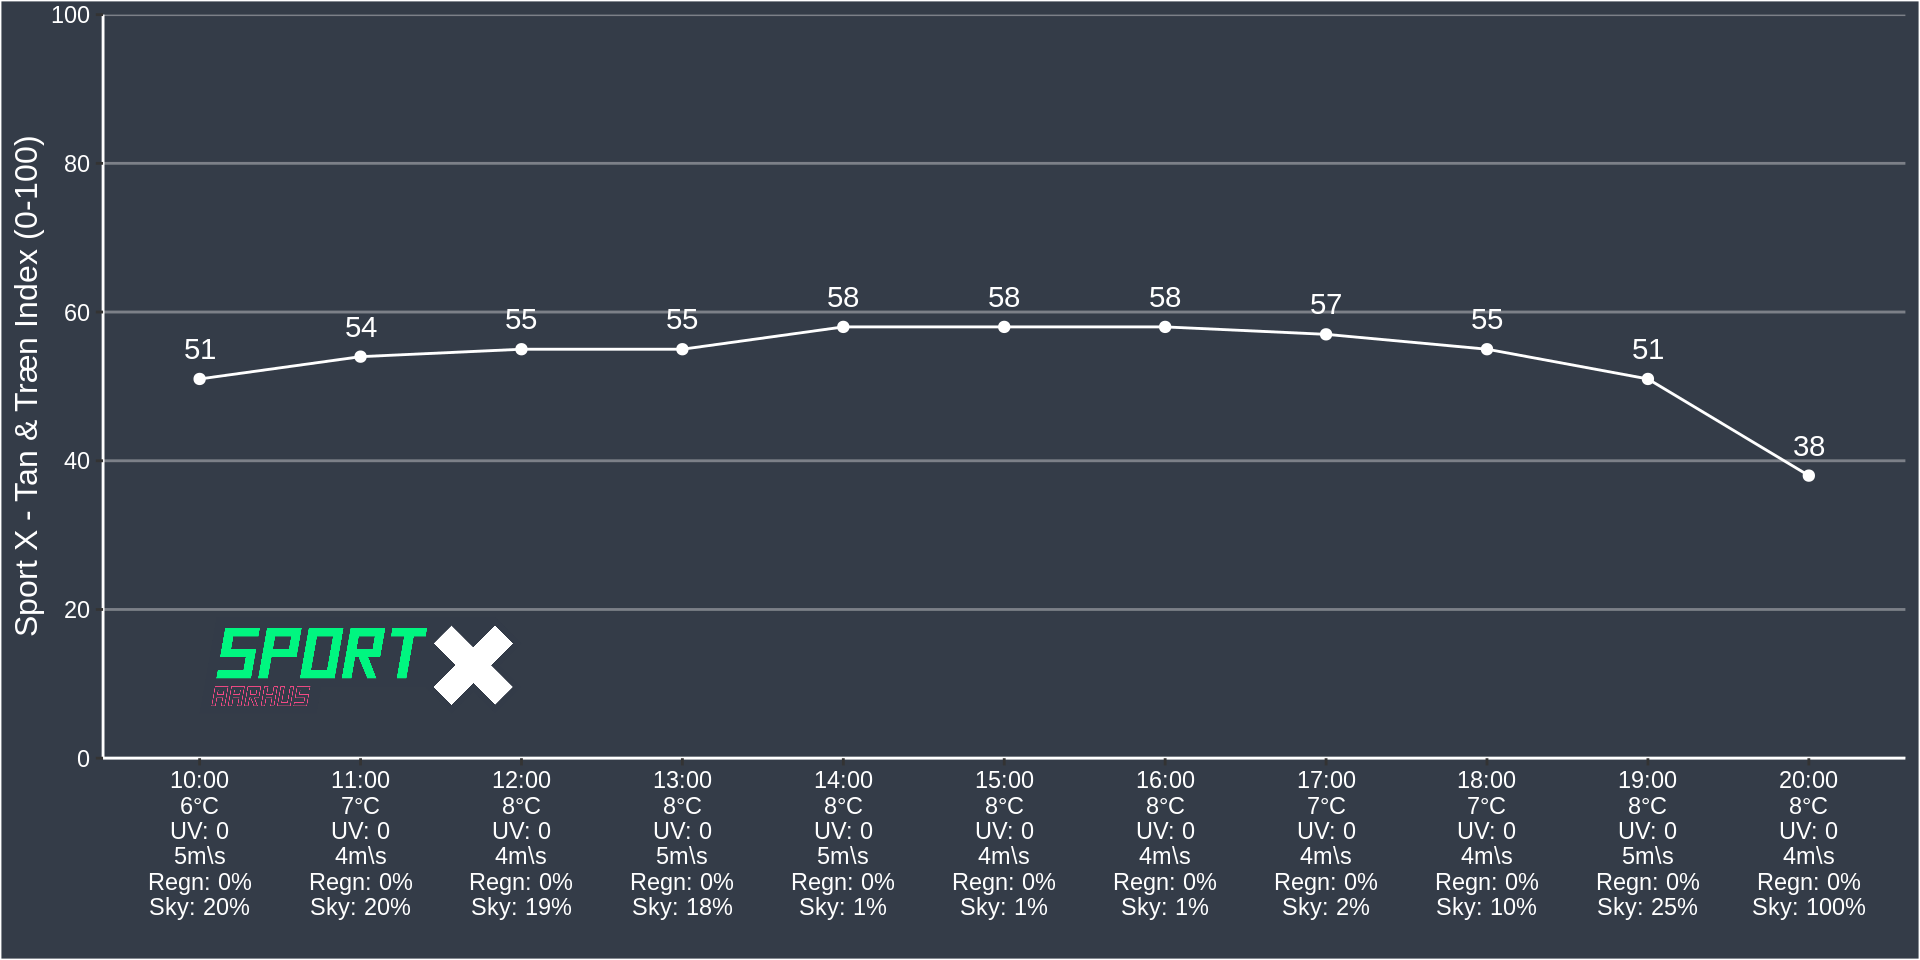 Sport X - Tan & Træn Index (0-100)
100
80
60
40
20
0
51
54
55
55
58
58
58
57
55
51
38
SPORT X
AARHUS
10:00
6°C
UV: 0
5m\s
Regn: 0%
Sky: 20%
11:00
7°C
UV: 0
4m\s
Regn: 0%
Sky: 20%
12:00
8°C
UV: 0
4m\s
Regn: 0%
Sky: 19%
13:00
8°C
UV: 0
5m\s
Regn: 0%
Sky: 18%
14:00
8°C
UV: 0
5m\s
Regn: 0%
Sky: 1%
15:00
8°C
UV: 0
4m\s
Regn: 0%
Sky: 1%
16:00
8°C
UV: 0
4m\s
Regn: 0%
Sky: 1%
17:00
7°C
UV: 0
4m\s
Regn: 0%
Sky: 2%
18:00
7°C
UV: 0
4m\s
Regn: 0%
Sky: 10%
19:00
8°C
UV: 0
5m\s
Regn: 0%
Sky: 25%
20:00
8°C
UV: 0
4m\s
Regn: 0%
Sky: 100%